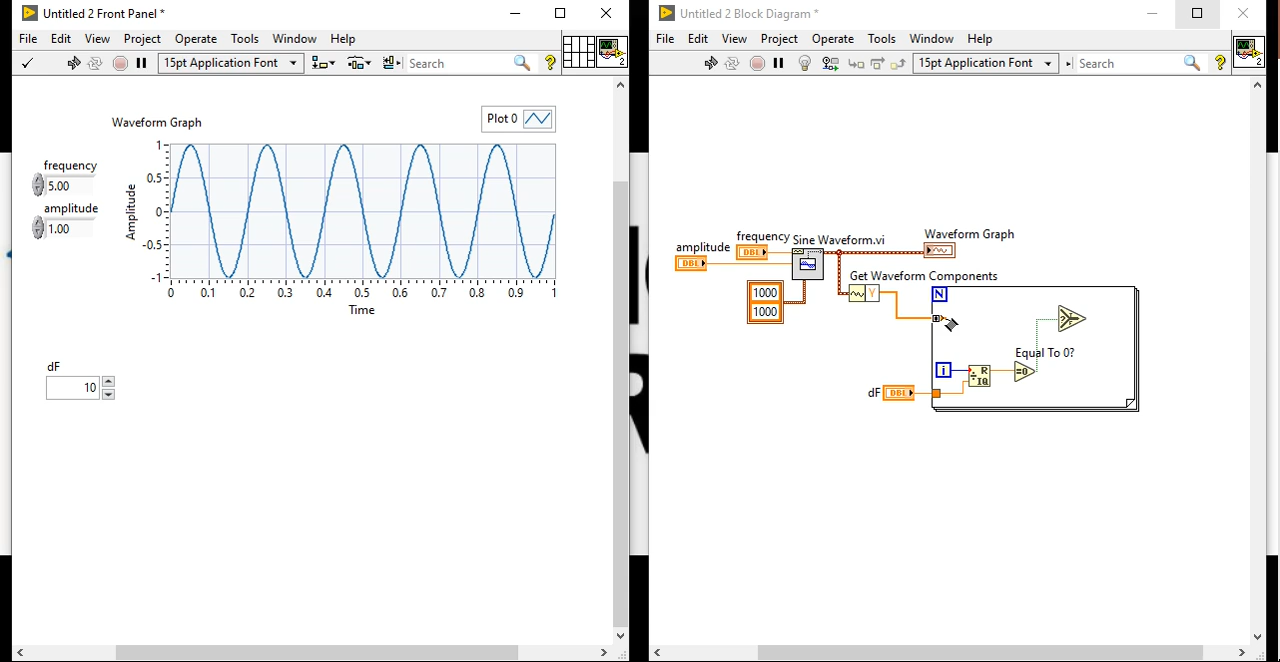 Untitled 2 Front Panel *
File Edit View Project Operate Tools Window Help
15pt Application Font
Search
2
Waveform Graph
Plot 0
frequency
5.00
amplitude
1.00
Amplitude
1
0.5
0
-0.5
-1
0 0.1 0.2 0.3 0.4 0.5 0.6 0.7 0.8 0.9 1
Time
dF
10
Untitled 2 Block Diagram *
File Edit View Project Operate Tools Window Help
15pt Application Font
Search
2
amplitude
DBL
frequency
DBL
Sine Waveform.vi
Waveform Graph
1000
1000
Get Waveform Components
Y
N
T
F
?
i
R
IQ
Equal To 0?
=0
dF
DBL